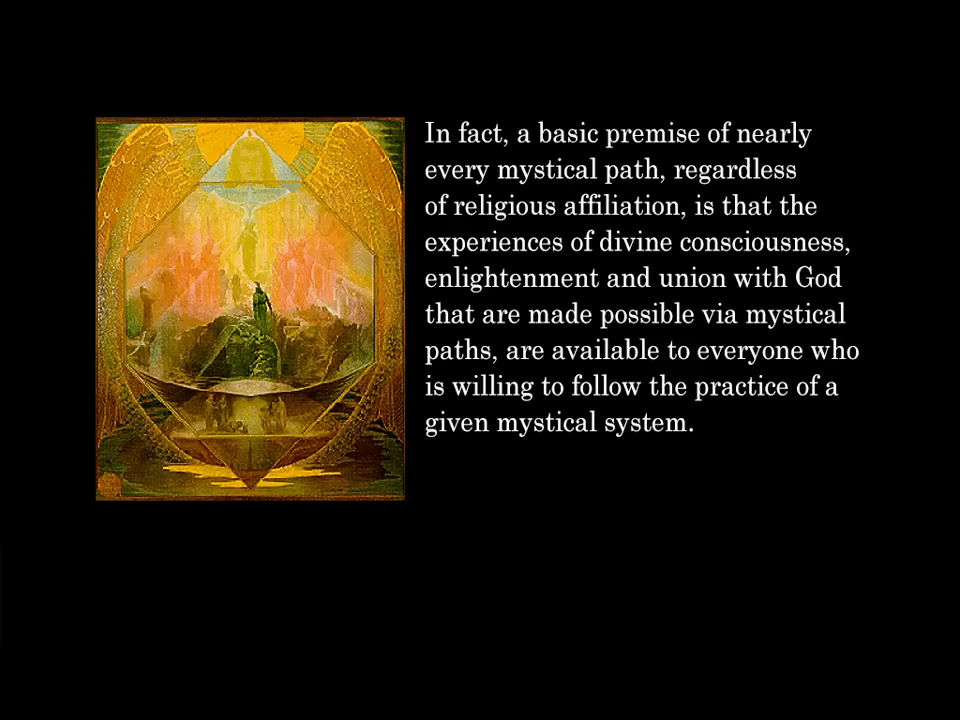 In fact, a basic premise of nearly
every mystical path, regardless
of religious affiliation, is that the
experiences of divine consciousness,
enlightenment and union with God
that are made possible via mystical
paths, are available to everyone who
is willing to follow the practice of a
given mystical system.